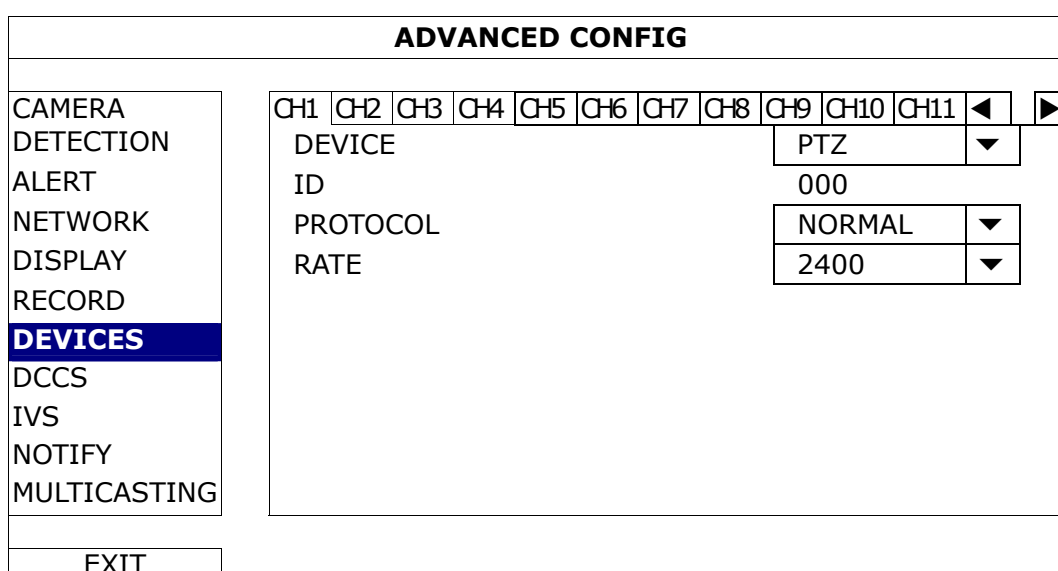 ADVANCED CONFIG
CAMERA
DETECTION
ALERT
NETWORK
DISPLAY
RECORD
DEVICES
DCCS
IVS
NOTIFY
MULTICASTING
EXIT
CH1 CH2 CH3 CH4 CH5 CH6 CH7 CH8 CH9 CH10 CH11 ◀ ▶
DEVICE PTZ ▼
ID 000
PROTOCOL NORMAL ▼
RATE 2400 ▼